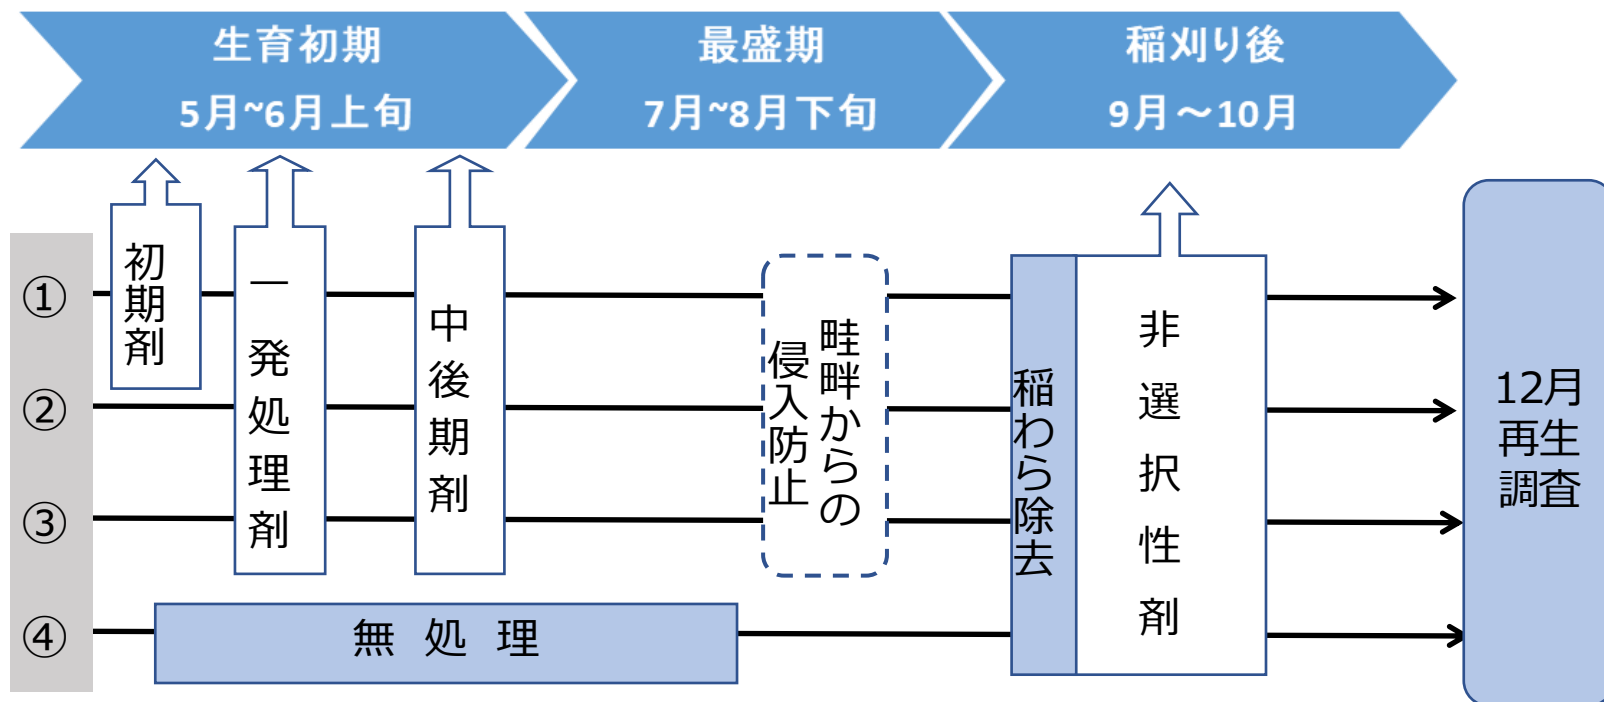 生育初期
5月~6月上旬
最盛期
7月~8月下旬
稲刈り後
9月～10月
①
②
③
④
初期剤
一発処理剤
中後期剤
畦畔からの
侵入防止
稲わら除去
非選択性剤
無処理
12月
再生
調査